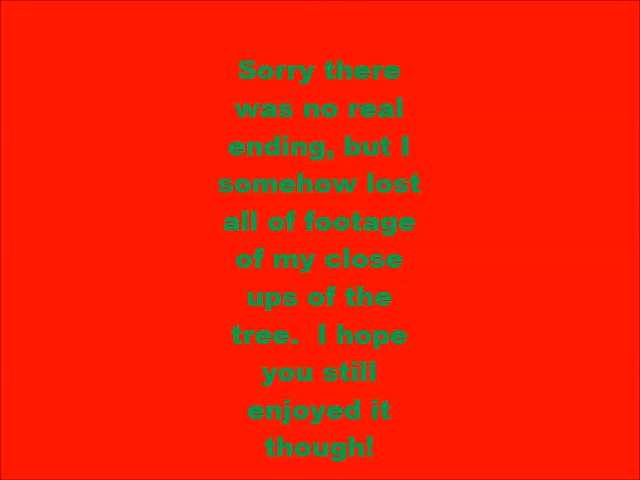 Sorry there
was no real
ending, but I
somehow lost
all of footage
of my close
ups of the
tree.  I hope
you still
enjoyed it
though!